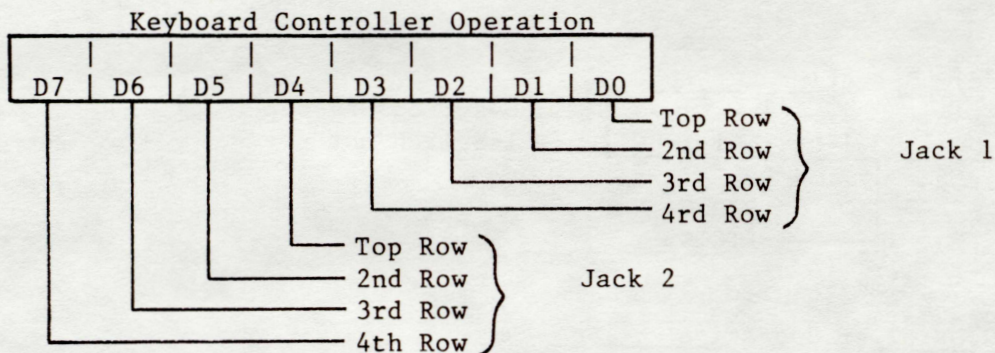 Keyboard Controller Operation
D7 D6 D5 D4 D3 D2 D1 D0
Top Row
2nd Row Jack 1
3rd Row
4rd Row
Top Row
2nd Row Jack 2
3rd Row
4th Row